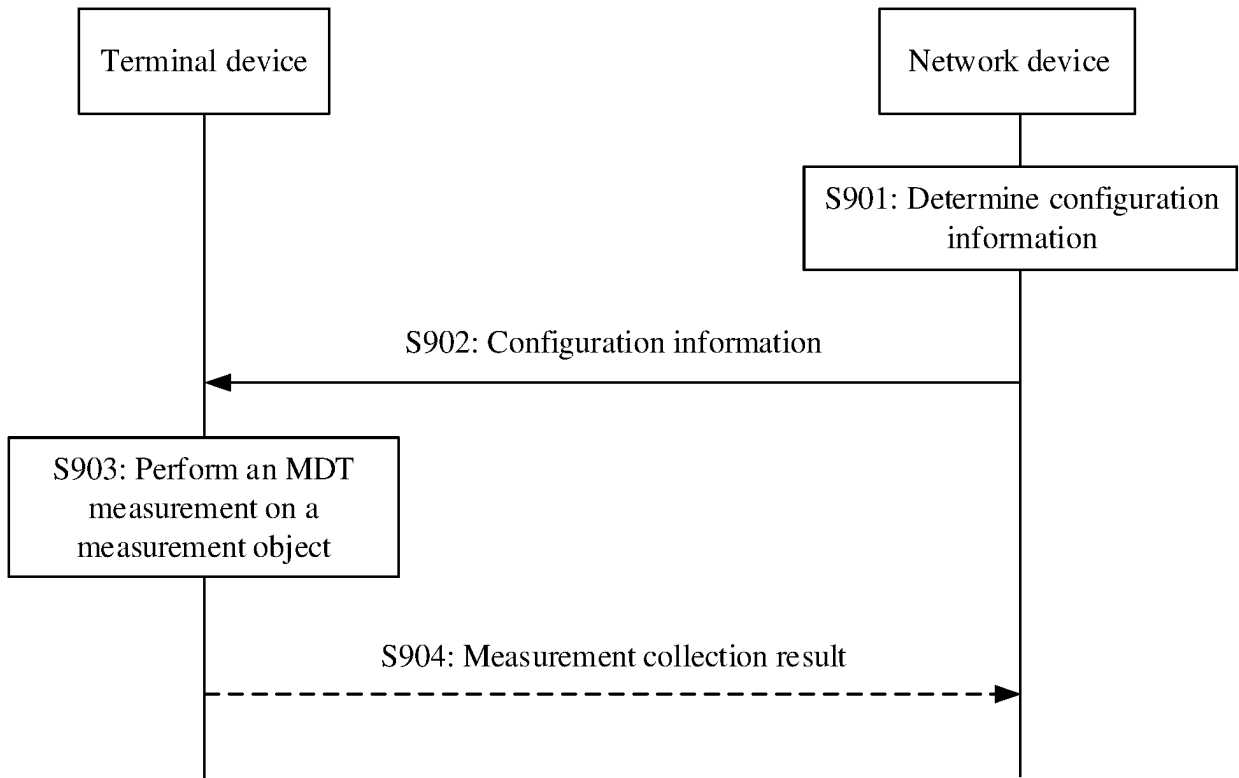 Terminal device
Network device
S901: Determine configuration
information
S902: Configuration information
S903: Perform an MDT
measurement on a
measurement object
S904: Measurement collection result